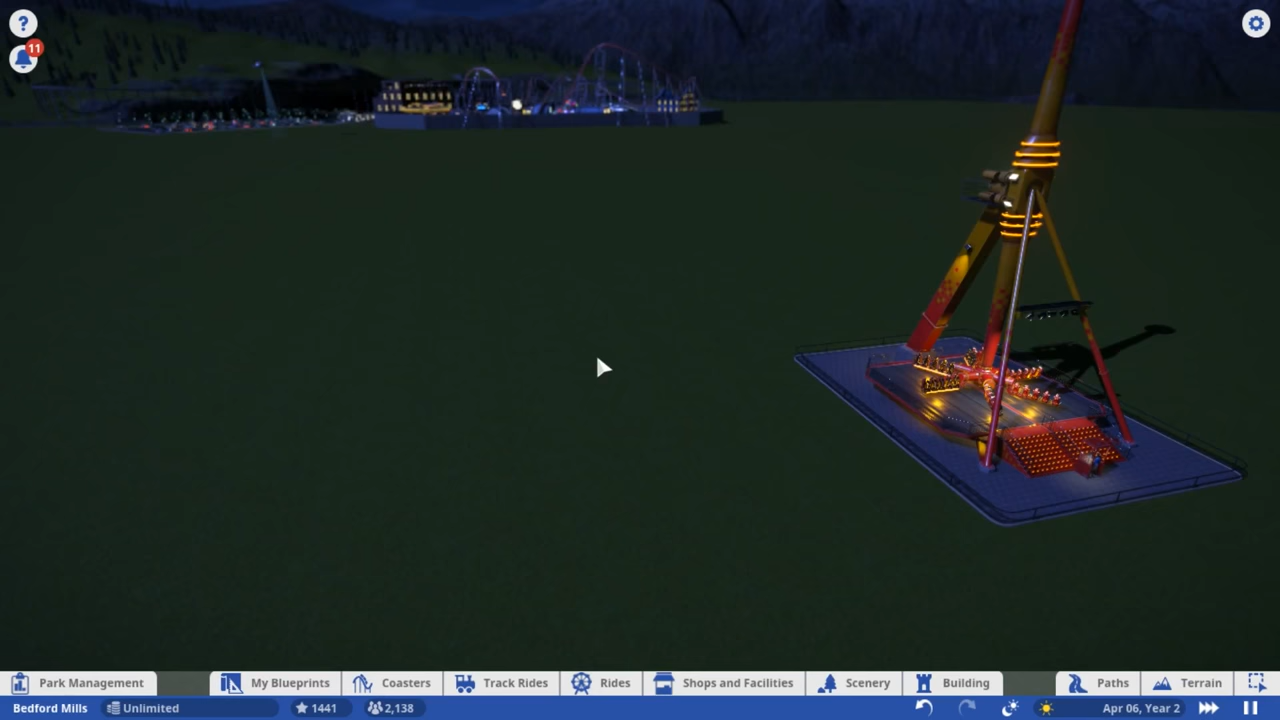 ?
11
Park Management
My Blueprints
Coasters
Track Rides
Rides
Shops and Facilities
Scenery
Building
Paths
Terrain
Bedford Mills
Unlimited
1441
2,138
Apr 06, Year 2